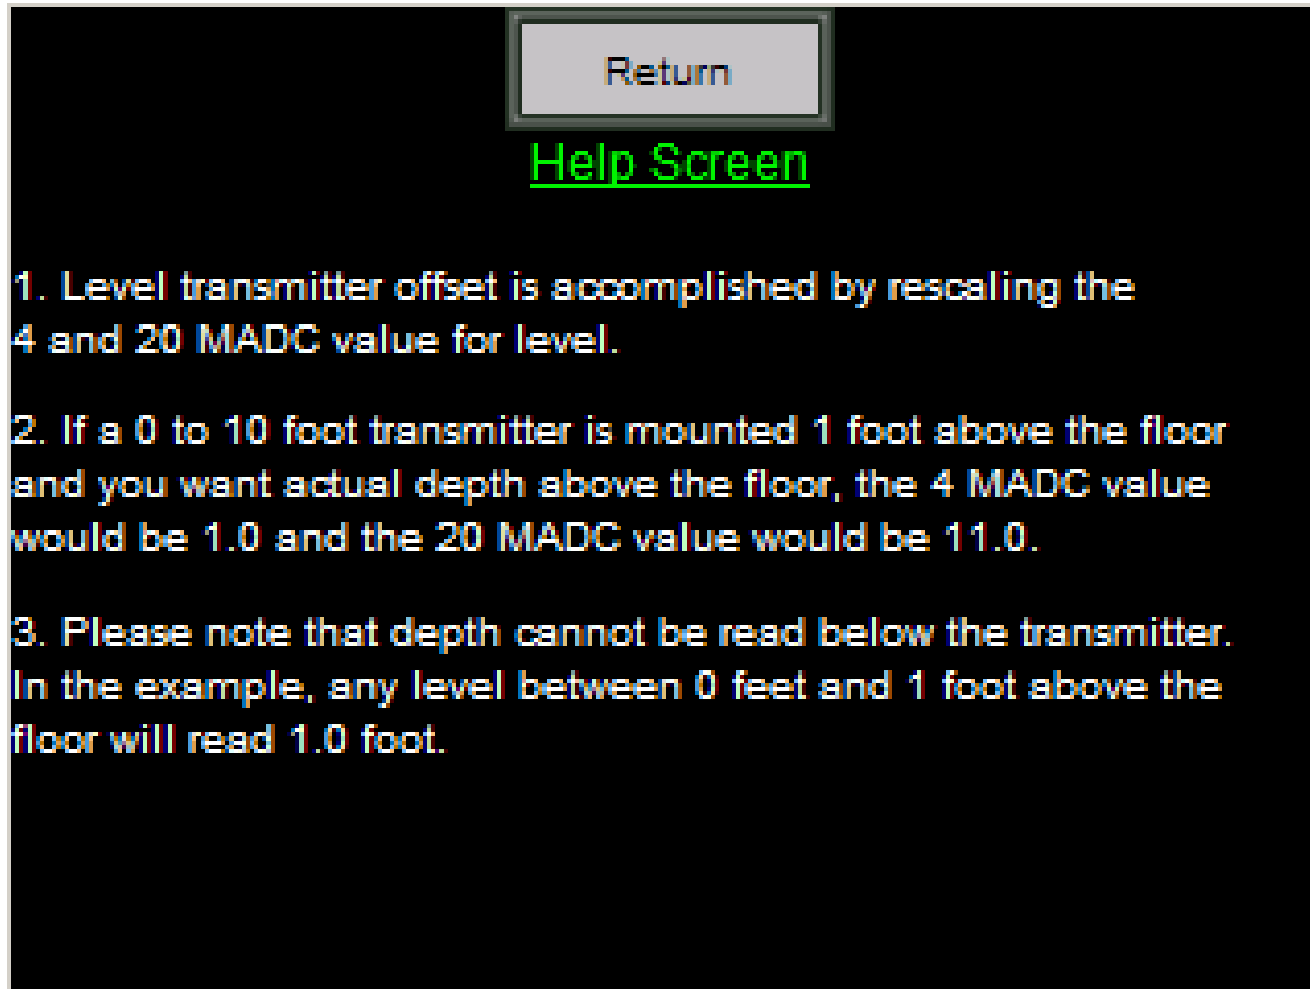 Return
Help Screen
1. Level transmitter offset is accomplished by rescaling the
4 and 20 MADC value for level.
2. If a 0 to 10 foot transmitter is mounted 1 foot above the floor
and you want actual depth above the floor, the 4 MADC value
would be 1.0 and the 20 MADC value would be 11.0.
3. Please note that depth cannot be read below the transmitter.
In the example, any level between 0 feet and 1 foot above the
floor will read 1.0 foot.